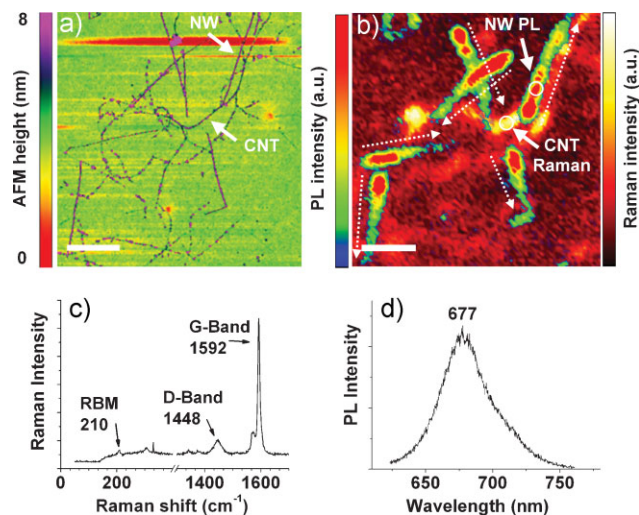 8
AFM height (nm)
0
a)
NW
CNT
PL intensity (a.u.)
b)
NW PL
CNT
Raman
Raman intensity (a.u.)
c)
Raman Intensity
G-Band
1592
D-Band
1448
RBM
210
0 200 400 1400 1600
Raman shift (cm⁻¹)
d)
677
PL Intensity
650 700 750
Wavelength (nm)